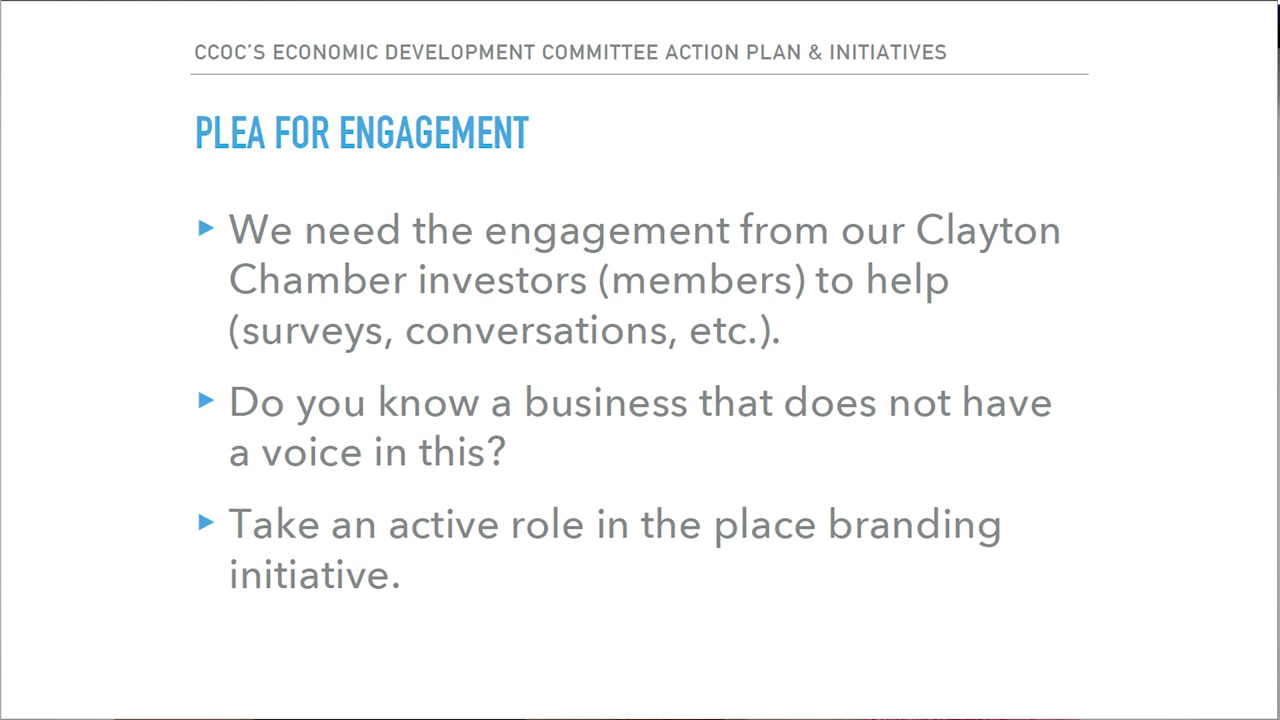 CCOC’S ECONOMIC DEVELOPMENT COMMITTEE ACTION PLAN & INITIATIVES
PLEA FOR ENGAGEMENT
▸ We need the engagement from our Clayton
Chamber investors (members) to help
(surveys, conversations, etc.).
▸ Do you know a business that does not have
a voice in this?
▸ Take an active role in the place branding
initiative.